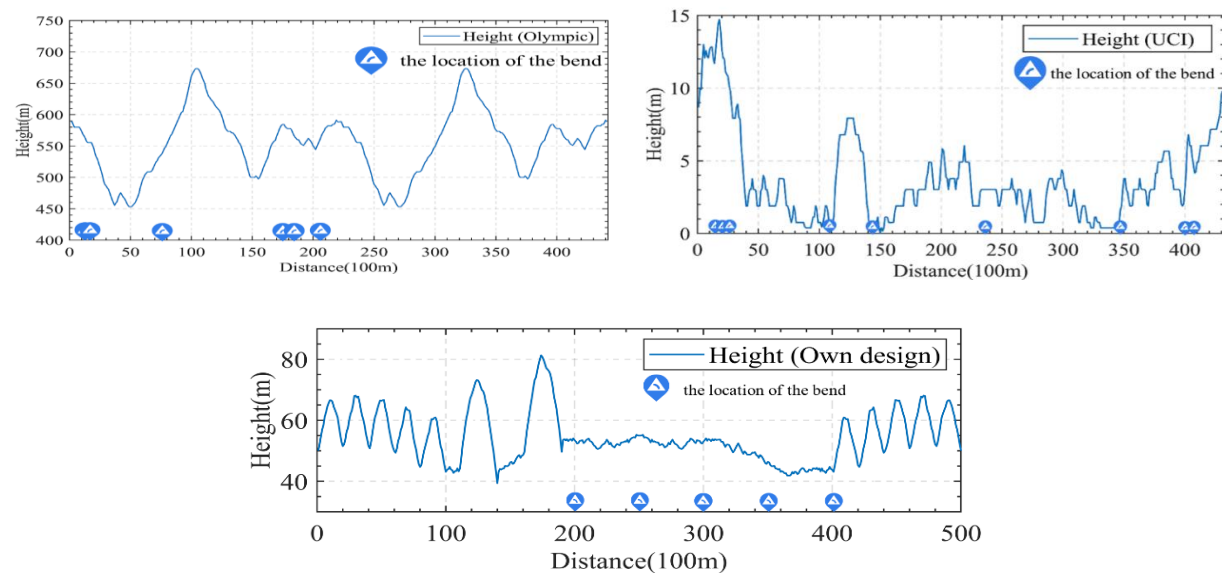 750
700
650
600
550
500
450
400
Height(m)
Height (Olympic)
the location of the bend
0 50 100 150 200 250 300 350 400
Distance(100m)
15
10
5
0
Height(m)
Height (UCI)
the location of the bend
0 50 100 150 200 250 300 350 400
Distance(100m)
80
60
40
Height(m)
Height (Own design)
the location of the bend
0 100 200 300 400 500
Distance(100m)